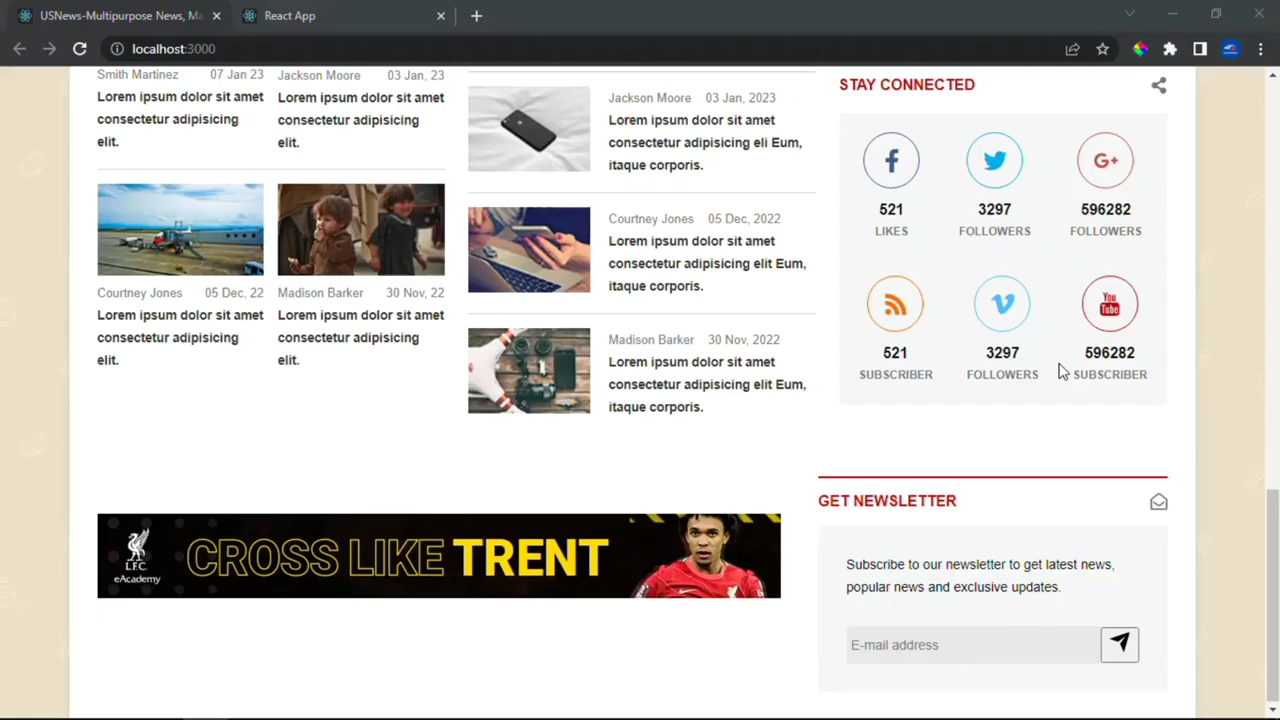 USNews-Multipurpose News, Ma
React App
localhost:3000
Smith Martinez 07 Jan 23
Lorem ipsum dolor sit amet
consectetur adipisicing
elit.
Jackson Moore 03 Jan, 23
Lorem ipsum dolor sit amet
consectetur adipisicing
elit.
Courtney Jones 05 Dec, 22
Lorem ipsum dolor sit amet
consectetur adipisicing
elit.
Madison Barker 30 Nov, 22
Lorem ipsum dolor sit amet
consectetur adipisicing
elit.
Jackson Moore 03 Jan, 2023
Lorem ipsum dolor sit amet
consectetur adipisicing eli Eum,
itaque corporis.
Courtney Jones 05 Dec, 2022
Lorem ipsum dolor sit amet
consectetur adipisicing elit Eum,
itaque corporis.
Madison Barker 30 Nov, 2022
Lorem ipsum dolor sit amet
consectetur adipisicing elit Eum,
itaque corporis.
STAY CONNECTED
f
G+
521
3297
596282
LIKES
FOLLOWERS
FOLLOWERS
You
Tube
521
3297
596282
SUBSCRIBER
FOLLOWERS
SUBSCRIBER
L.F.C.
eAcademy
CROSS LIKE TRENT
GET NEWSLETTER
Subscribe to our newsletter to get latest news,
popular news and exclusive updates.
E-mail address